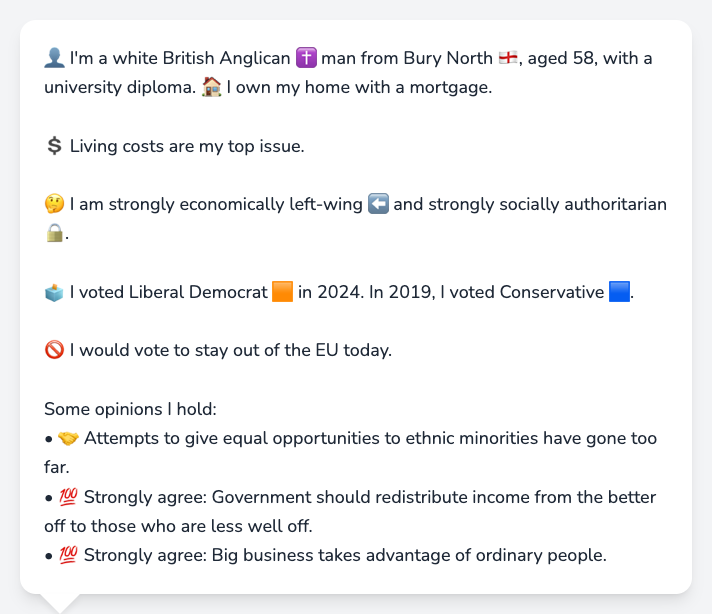 👤 I'm a white British Anglican ✝️ man from Bury North 🏴󠁧󠁢󠁥󠁮󠁧󠁿, aged 58, with a
university diploma. 🏠 I own my home with a mortgage.
💲 Living costs are my top issue.
🤔 I am strongly economically left-wing ⬅️ and strongly socially authoritarian
🔒.
🗳️ I voted Liberal Democrat 🟧 in 2024. In 2019, I voted Conservative 🟦.
🚫 I would vote to stay out of the EU today.
Some opinions I hold:
• 🤝 Attempts to give equal opportunities to ethnic minorities have gone too
far.
• 💯 Strongly agree: Government should redistribute income from the better
off to those who are less well off.
• 💯 Strongly agree: Big business takes advantage of ordinary people.